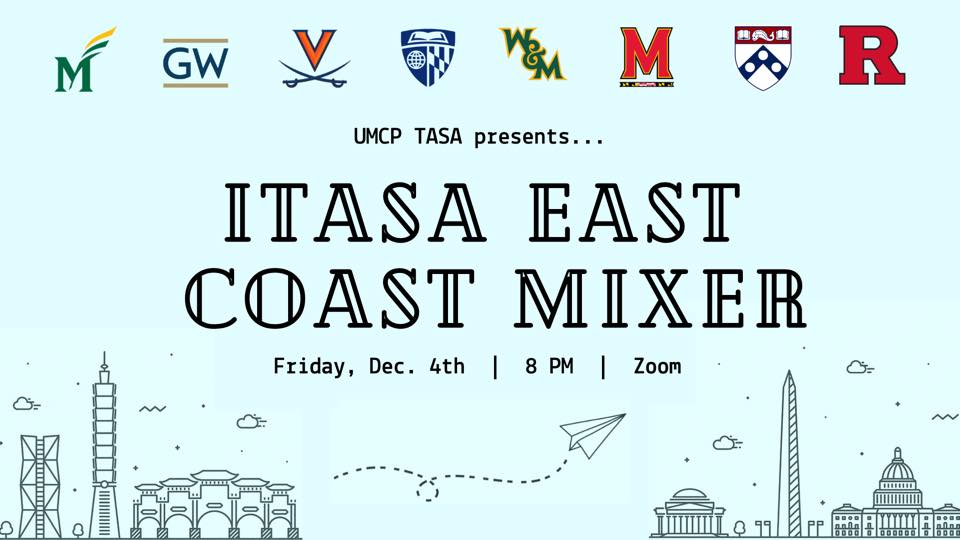 M GW V W&M M R
UMCP TASA presents...
ITASA EAST
COAST MIXER
Friday, Dec. 4th | 8 PM | Zoom